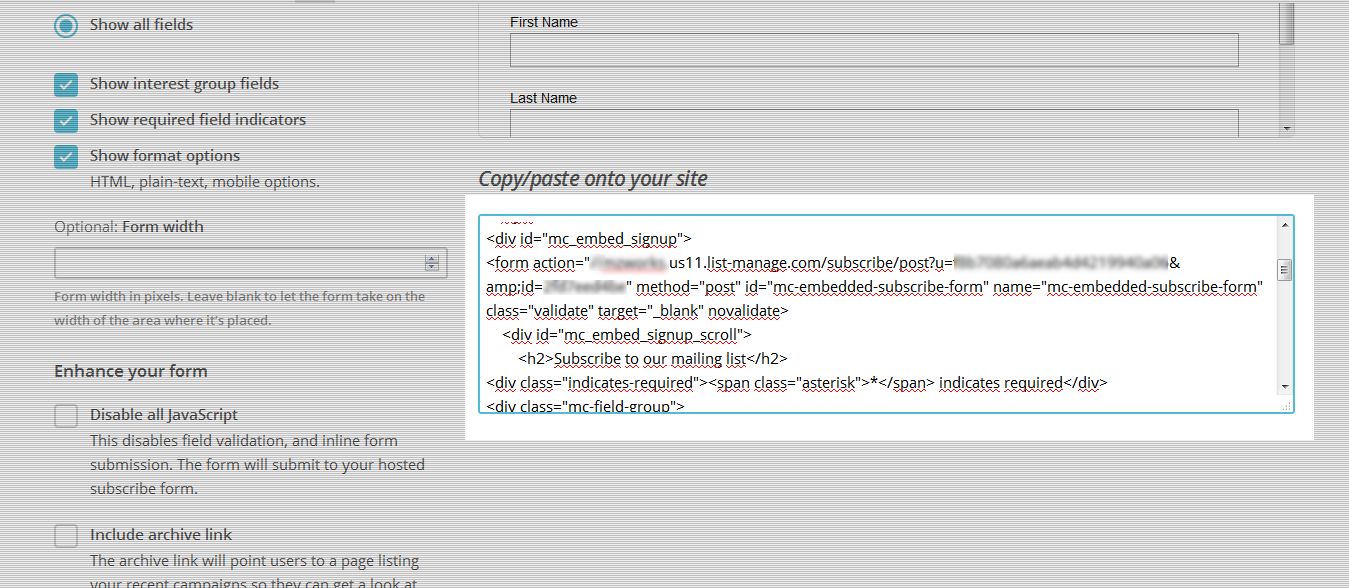 Show all fields
Show interest group fields
Show required field indicators
Show format options
HTML, plain-text, mobile options.
Optional: Form width
Form width in pixels. Leave blank to let the form take on the
width of the area where it's placed.
Enhance your form
Disable all JavaScript
This disables field validation, and inline form
submission. The form will submit to your hosted
subscribe form.
Include archive link
The archive link will point users to a page listing
your recent campaigns so they can get a look at
First Name
Last Name
Copy/paste onto your site
<div id="mc_embed_signup">
<form action=" us11.list-manage.com/subscribe/post?u= &
amp;id= " method="post" id="mc-embedded-subscribe-form" name="mc-embedded-subscribe-form"
class="validate" target="_blank" novalidate>
<div id="mc_embed_signup_scroll">
<h2>Subscribe to our mailing list</h2>
<div class="indicates-required"><span class="asterisk">*</span> indicates required</div>
<div class="mc-field-group">